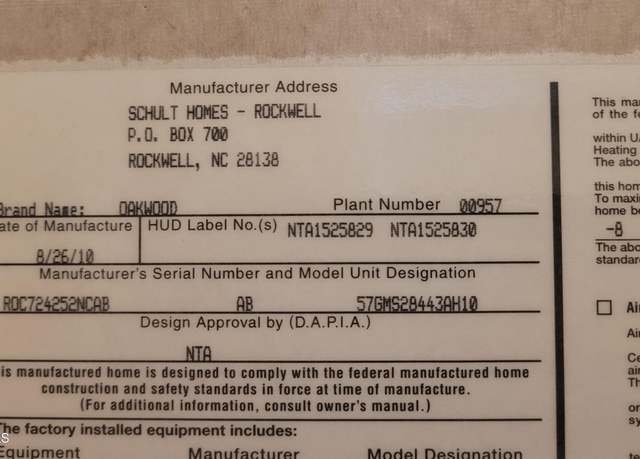 Manufacturer Address
SCHULT HOMES - ROCKWELL
P.O. BOX 700
ROCKWELL, NC 28138
Brand Name: OAKWOOD
Plant Number 00957
ate of Manufacture
HUD Label No.(s) NTA1525829 NTA1525830
8/26/10
Manufacturer's Serial Number and Model Unit Designation
ROC724252NCAB AB 57GMS28443AH10
Design Approval by (D.A.P.I.A.)
NTA
is manufactured home is designed to comply with the federal manufactured home
construction and safety standards in force at time of manufacture.
(For additional information, consult owner's manual.)
The factory installed equipment includes:
Equipment Manufacturer Model Designation
This ma
of the fe
within U
Heating
The abo
this hom
To maxi
home be
-8
The abo
standar
Ai
Ai
Ce
ai
Th
or
sy
te